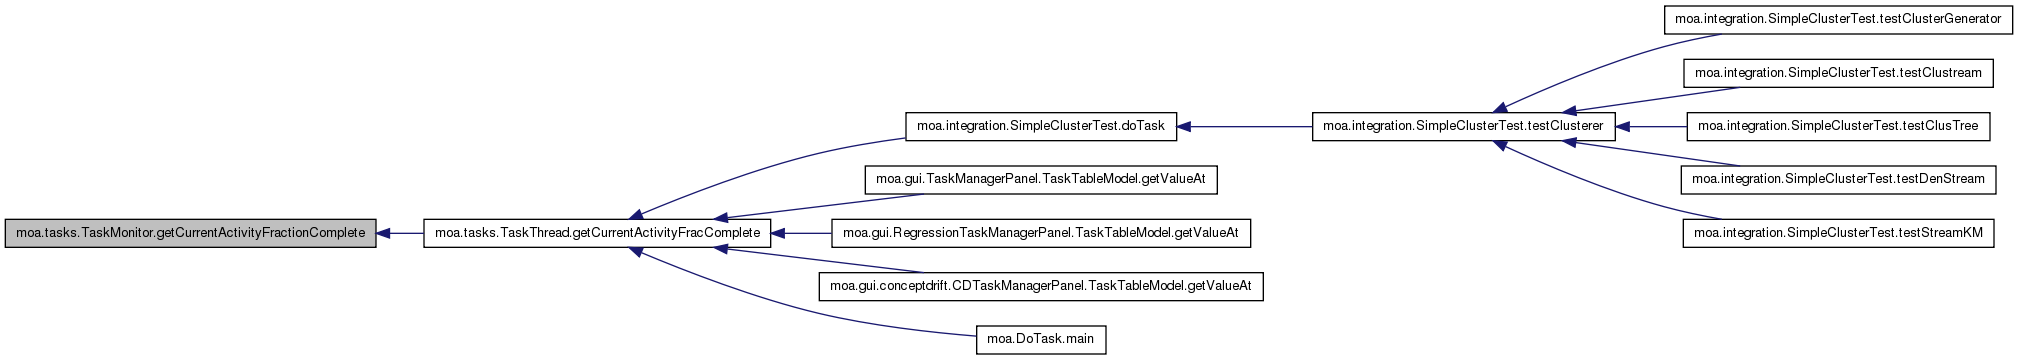 moa.integration.SimpleClusterTest.testClusterGenerator
moa.integration.SimpleClusterTest.testClustream
moa.integration.SimpleClusterTest.doTask
moa.integration.SimpleClusterTest.testClusterer
moa.integration.SimpleClusterTest.testClusTree
moa.gui.TaskManagerPanel.TaskTableModel.getValueAt
moa.integration.SimpleClusterTest.testDenStream
moa.tasks.TaskMonitor.getCurrentActivityFractionComplete
moa.tasks.TaskThread.getCurrentActivityFracComplete
moa.gui.RegressionTaskManagerPanel.TaskTableModel.getValueAt
moa.integration.SimpleClusterTest.testStreamKM
moa.gui.conceptdrift.CDTaskManagerPanel.TaskTableModel.getValueAt
moa.DoTask.main